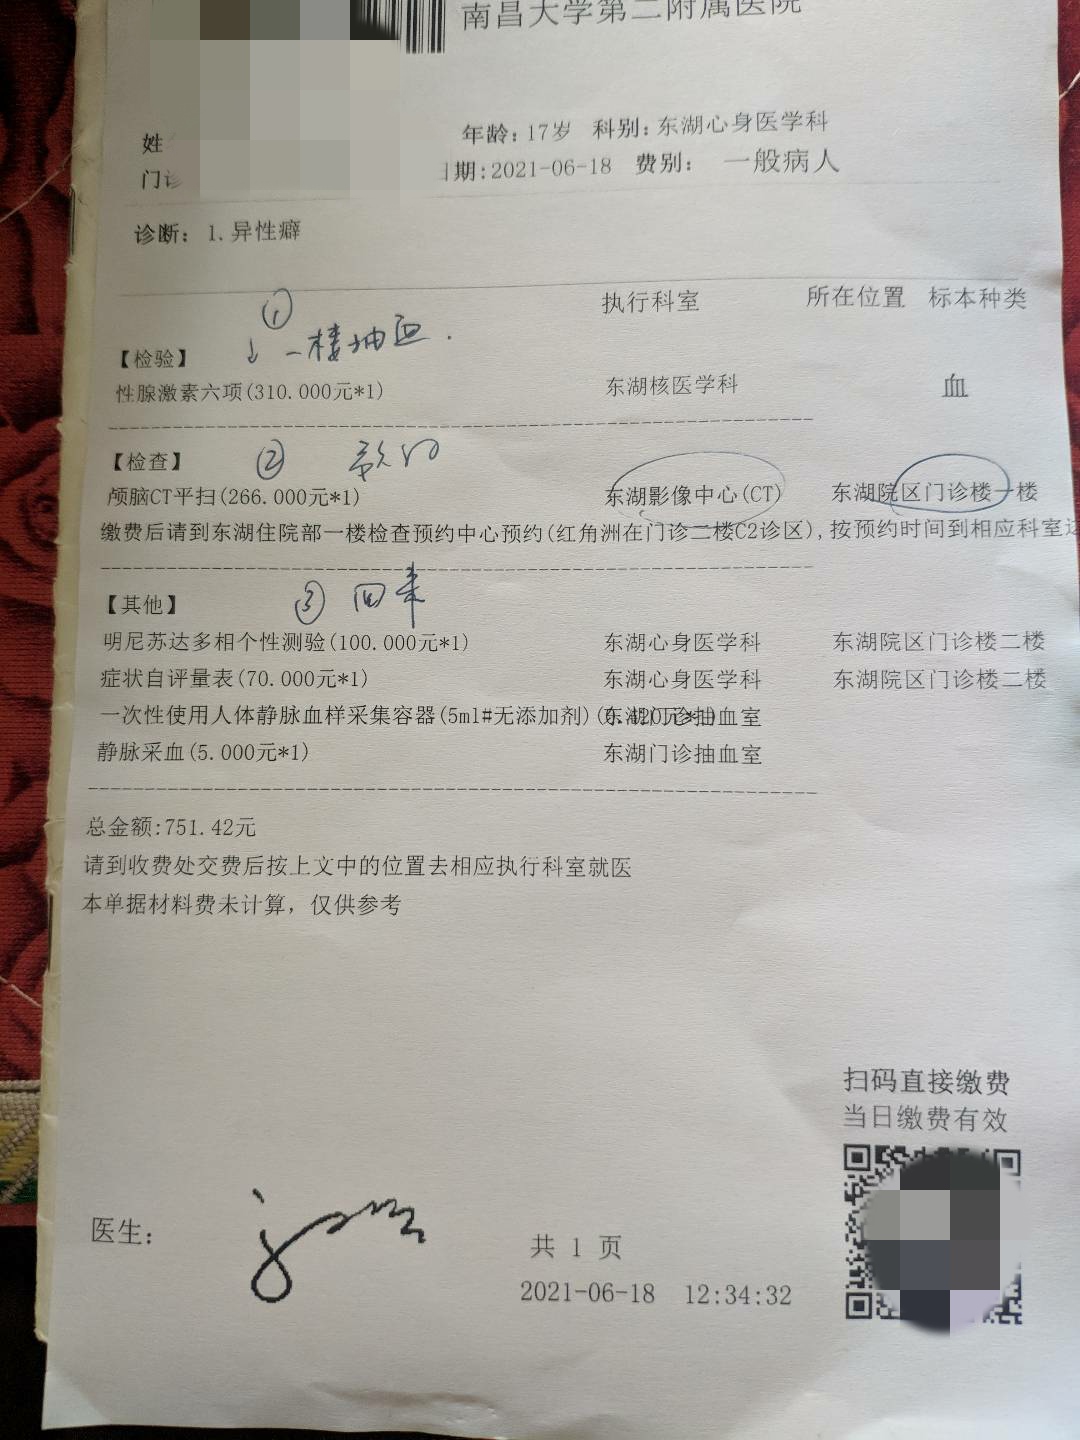 南昌大学第二附属医院
姓
年龄：17岁 科别：东湖心身医学科
门诊
日期：2021-06-18 费别： 一般病人
诊断：1.异性癖
执行科室 所在位置 标本种类
① ↓ 一楼抽血.
【检验】
性腺激素六项(310.000元*1) 东湖核医学科 血
【检查】 ② 预约
颅脑CT平扫(266.000元*1) 东湖影像中心(CT) 东湖院区门诊楼一楼
缴费后请到东湖住院部一楼检查预约中心预约(红角洲在门诊二楼C2诊区),按预约时间到相应科室
【其他】 ③ 回来
明尼苏达多相个性测验(100.000元*1) 东湖心身医学科 东湖院区门诊楼二楼
症状自评量表(70.000元*1) 东湖心身医学科 东湖院区门诊楼二楼
一次性使用人体静脉血样采集容器(5ml#无添加剂) 东湖门诊抽血室
静脉采血(5.000元*1) 东湖门诊抽血室
总金额:751.42元
请到收费处交费后按上文中的位置去相应执行科室就医
本单据材料费未计算，仅供参考
扫码直接缴费
当日缴费有效
医生：
共 1 页
2021-06-18 12:34:32